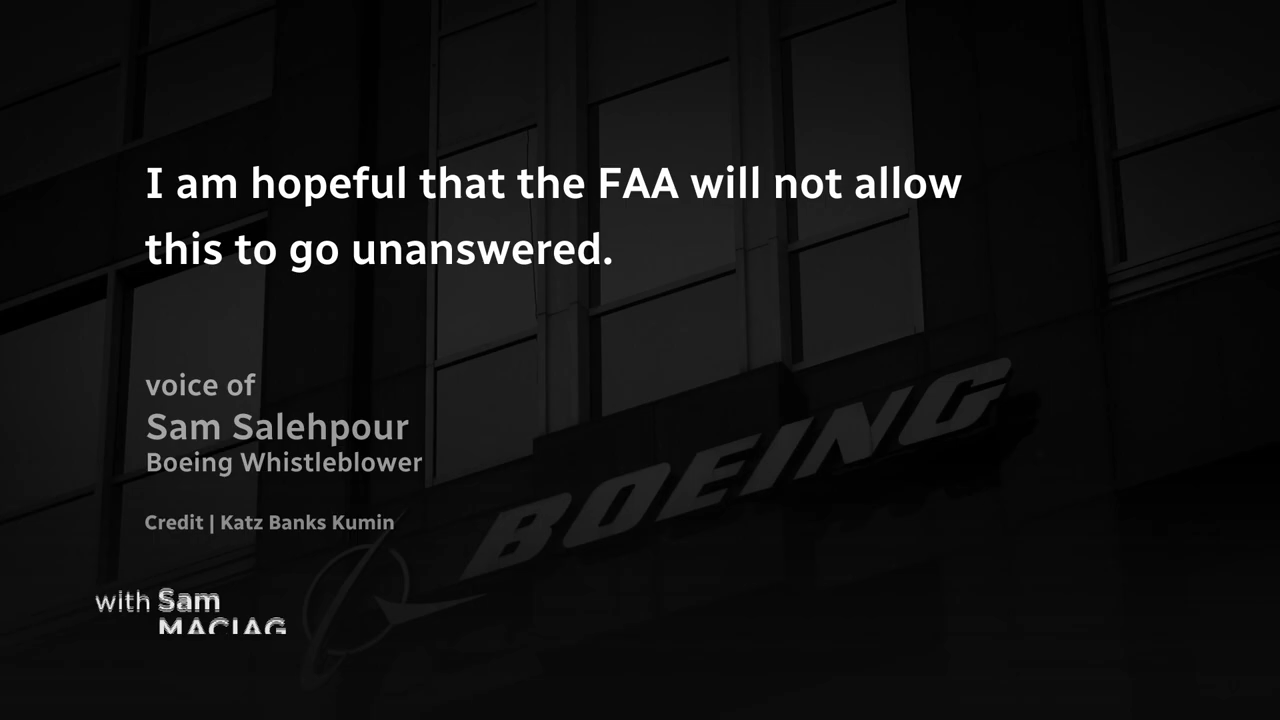 I am hopeful that the FAA will not allow
this to go unanswered.
voice of
Sam Salehpour
Boeing Whistleblower
Credit | Katz Banks Kumin
BOEING
with Sam
MACIAG